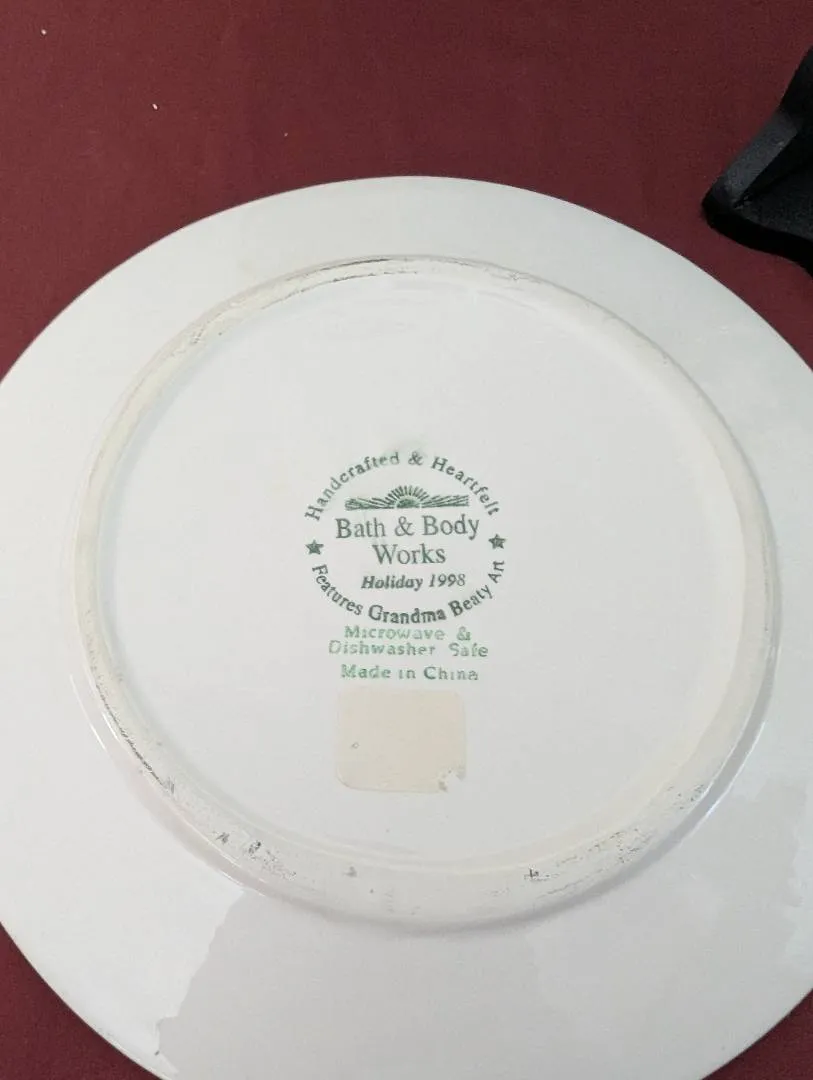 Handcrafted & Heartfelt
Bath & Body
Works
Holiday 1998
Features Grandma Beaty Art
Microwave &
Dishwasher Safe
Made in China